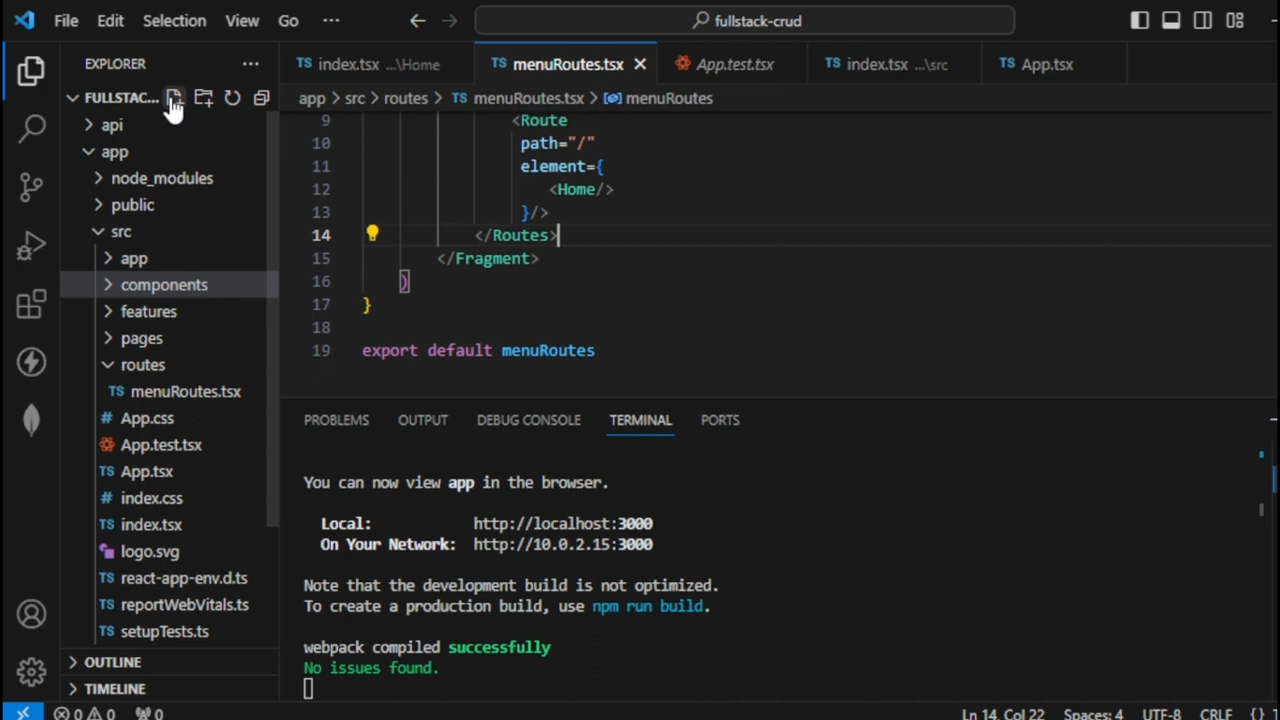 File Edit Selection View Go ··· fullstack-crud
EXPLORER ···
FULLSTAC...
api
app
node_modules
public
src
app
components
features
pages
routes
TS menuRoutes.tsx
# App.css
App.test.tsx
TS App.tsx
# index.css
TS index.tsx
logo.svg
TS react-app-env.d.ts
TS reportWebVitals.ts
TS setupTests.ts
OUTLINE
TIMELINE
TS index.tsx ...\Home TS menuRoutes.tsx App.test.tsx TS index.tsx ...\src TS App.tsx
app > src > routes > TS menuRoutes.tsx > menuRoutes
9 <Route
10 path="/"
11 element={
12 <Home/>
13 }/>
14 </Routes>
15 </Fragment>
16 )
17 }
18
19 export default menuRoutes
PROBLEMS OUTPUT DEBUG CONSOLE TERMINAL PORTS
You can now view app in the browser.
Local: http://localhost:3000
On Your Network: http://10.0.2.15:3000
Note that the development build is not optimized.
To create a production build, use npm run build.
webpack compiled successfully
No issues found.
0 0 0 Ln 14, Col 22 Spaces: 4 UTF-8 CRLF {}